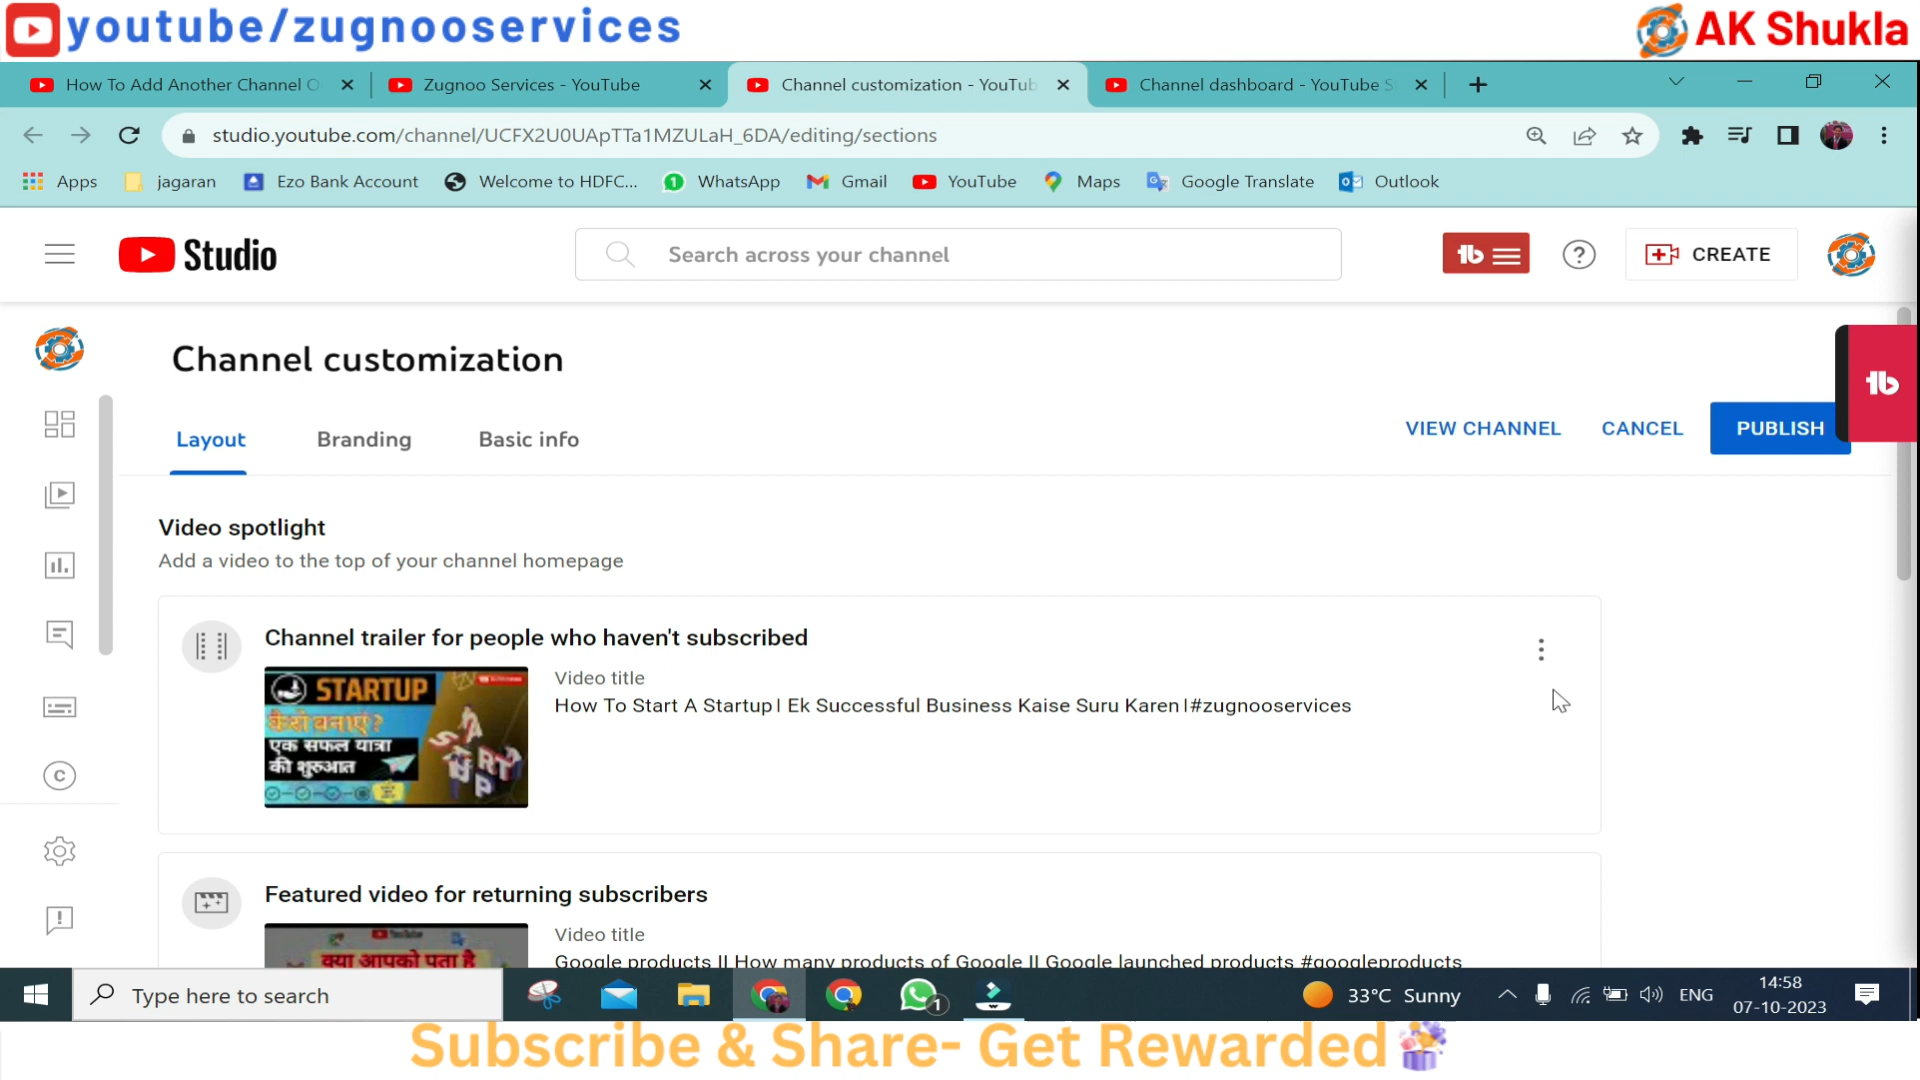 youtube/zugnooservices
AK Shukla
How To Add Another Channel O
Zugnoo Services - YouTube
Channel customization - YouTub
Channel dashboard - YouTube S
studio.youtube.com/channel/UCFX2U0UApTTa1MZULaH_6DA/editing/sections
Apps
jagaran
Ezo Bank Account
Welcome to HDFC...
WhatsApp
Gmail
YouTube
Maps
Google Translate
Outlook
Studio
Search across your channel
CREATE
Channel customization
Layout
Branding
Basic info
VIEW CHANNEL
CANCEL
PUBLISH
Video spotlight
Add a video to the top of your channel homepage
Channel trailer for people who haven't subscribed
STARTUP
कैसे बनाएं?
एक सफल यात्रा
की शुरुआत
Video title
How To Start A Startup| Ek Successful Business Kaise Suru Karen|#zugnooservices
Featured video for returning subscribers
YouTube
क्या आपको पता है
Video title
Google products || How many products of Google || Google launched products #googleproducts
Type here to search
1
33°C Sunny
ENG
14:58
07-10-2023
Subscribe & Share- Get Rewarded